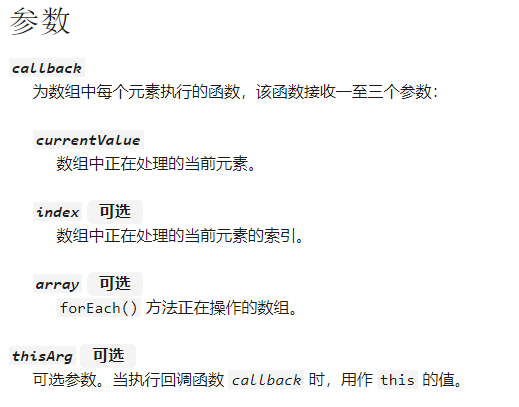 参数
callback
为数组中每个元素执行的函数，该函数接收一至三个参数：
currentValue
数组中正在处理的当前元素。
index 可选
数组中正在处理的当前元素的索引。
array 可选
forEach() 方法正在操作的数组。
thisArg 可选
可选参数。当执行回调函数 callback 时，用作 this 的值。